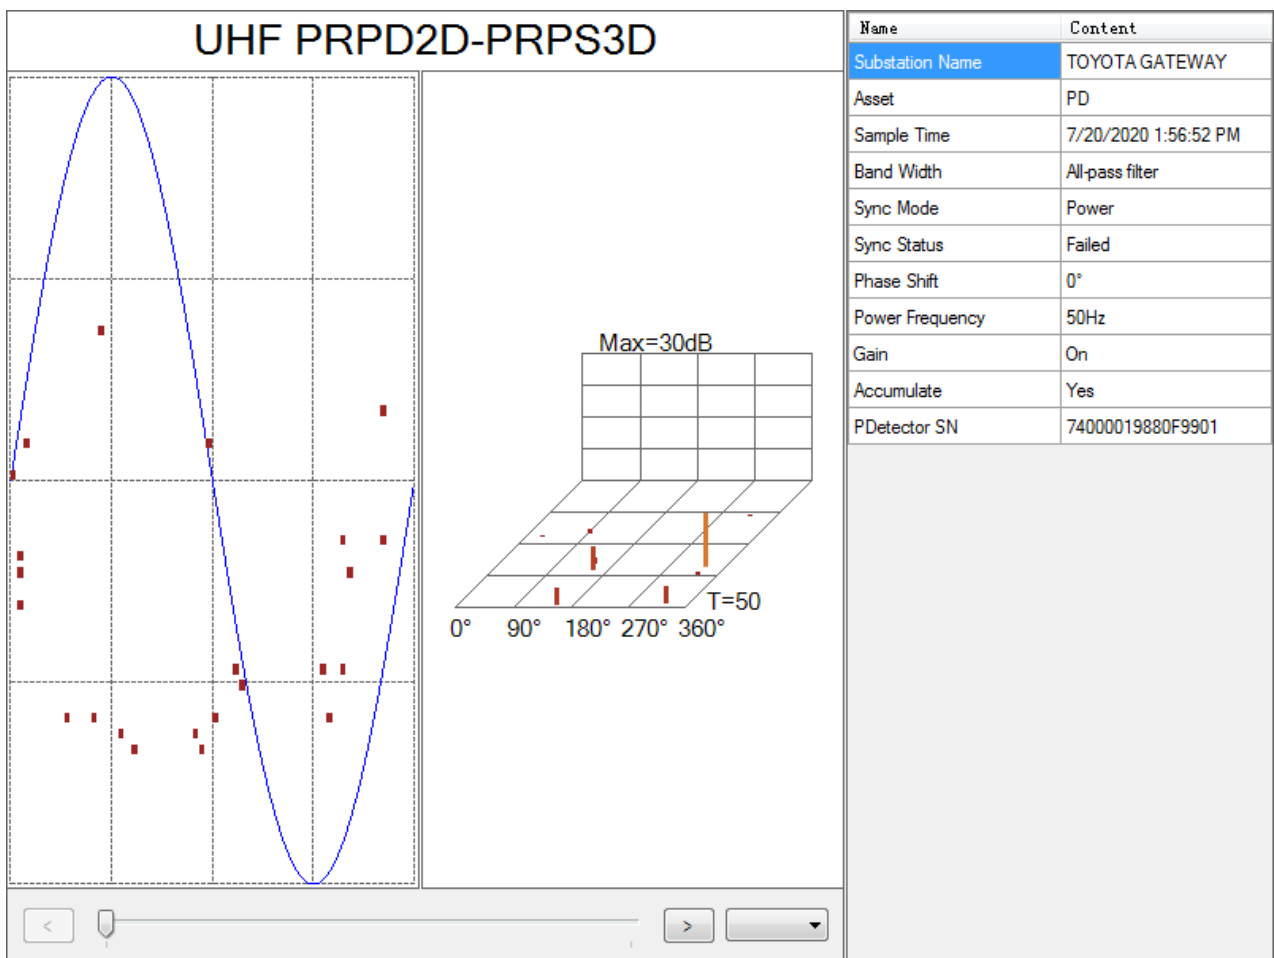 UHF PRPD2D-PRPS3D
Max=30dB
T=50
0° 90° 180° 270° 360°
< >
Name Content
Substation Name TOYOTA GATEWAY
Asset PD
Sample Time 7/20/2020 1:56:52 PM
Band Width All-pass filter
Sync Mode Power
Sync Status Failed
Phase Shift 0°
Power Frequency 50Hz
Gain On
Accumulate Yes
PDetector SN 74000019880F9901